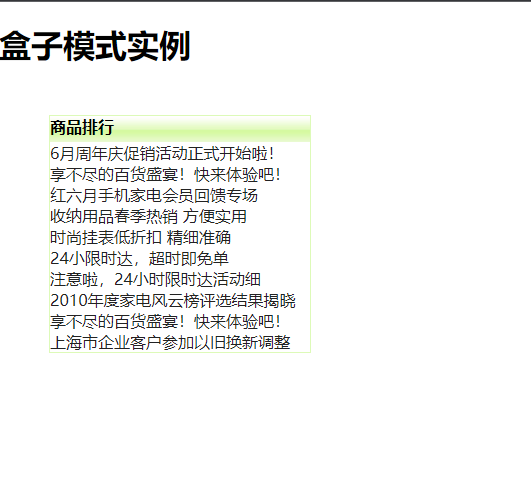 盒子模式实例
商品排行
6月周年庆促销活动正式开始啦！
享不尽的百货盛宴！快来体验吧！
红六月手机家电会员回馈专场
收纳用品春季热销 方便实用
时尚挂表低折扣 精细准确
24小限时达，超时即免单
注意啦，24小时限时达活动细
2010年度家电风云榜评选结果揭晓
享不尽的百货盛宴！快来体验吧！
上海市企业客户参加以旧换新调整